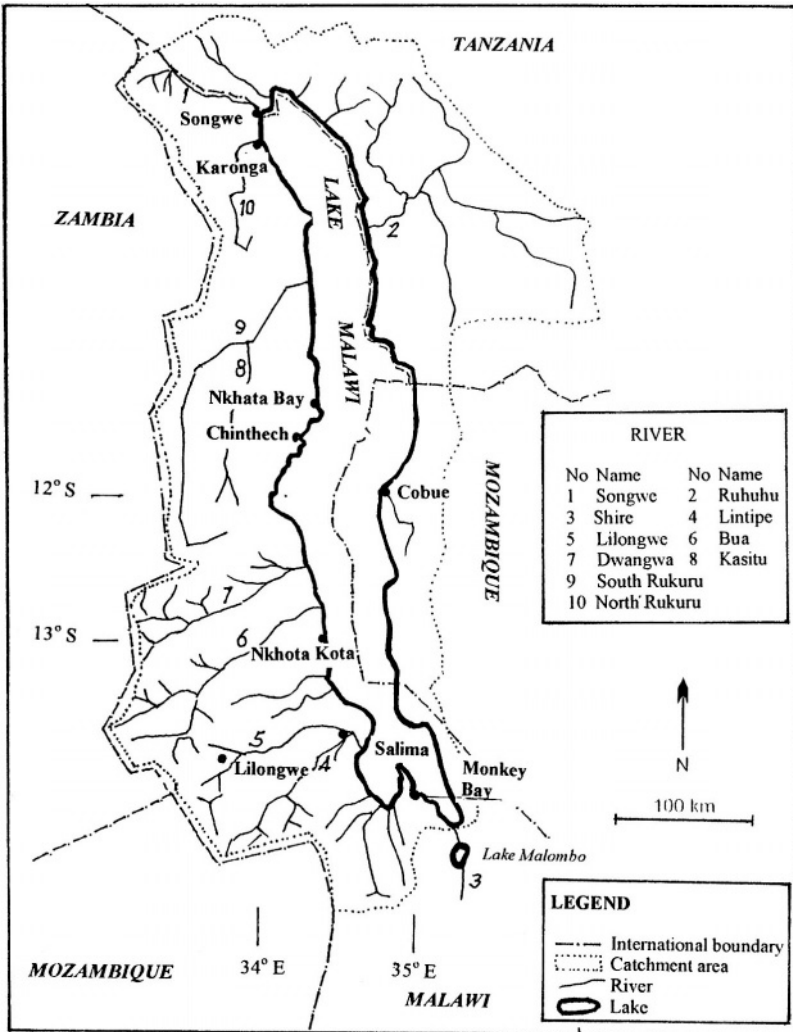 TANZANIA
Songwe
1
Karonga
LAKE
ZAMBIA
10
2
9
MALAWI
8
Nkhata Bay
Chinthech
RIVER
No Name No Name
1 Songwe 2 Ruhuhu
3 Shire 4 Lintipe
5 Lilongwe 6 Bua
7 Dwangwa 8 Kasitu
9 South Rukuru
10 North Rukuru
12°S
Cobue
MOZAMBIQUE
7
13°S
6
Nkhota Kota
5
Salima
Lilongwe
4
Monkey
Bay
N
100 km
Lake Malombo
3
LEGEND
International boundary
Catchment area
River
Lake
34°E
35°E
MOZAMBIQUE
MALAWI